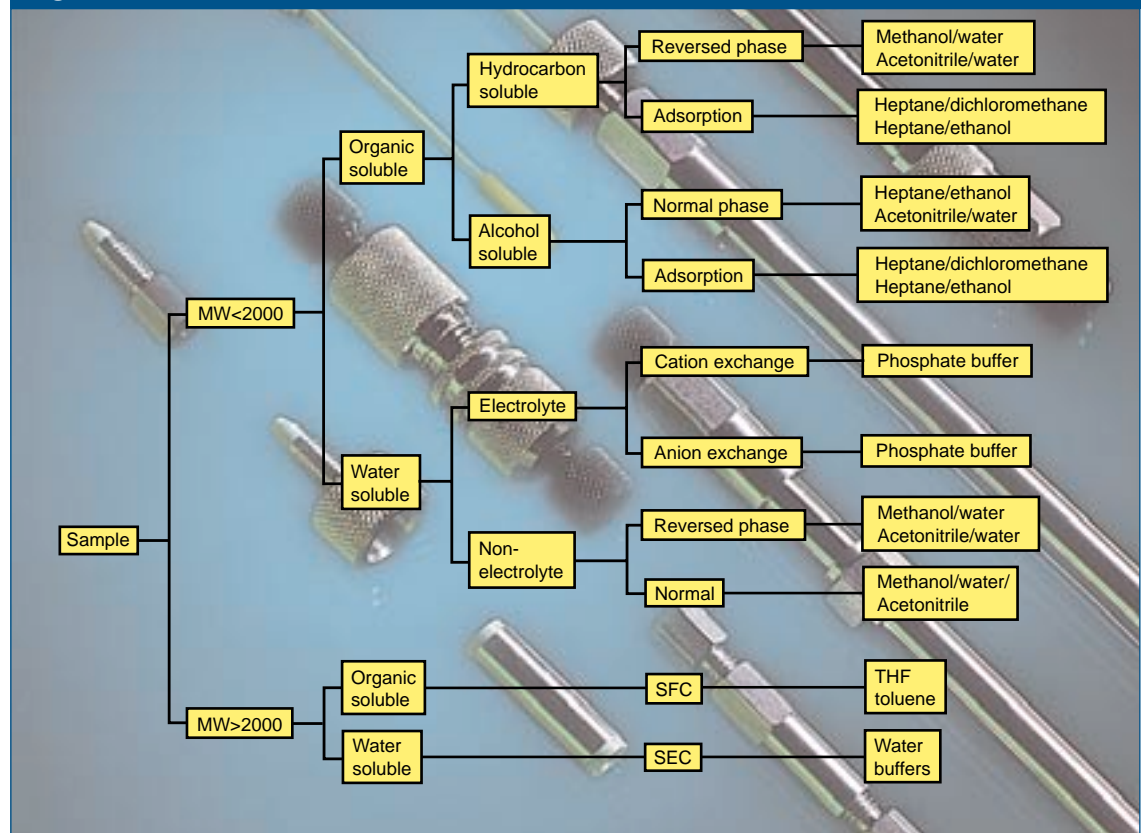 Reversed phase
Methanol/water
Acetonitrile/water
Hydrocarbon
soluble
Adsorption
Heptane/dichloromethane
Heptane/ethanol
Organic
soluble
Normal phase
Heptane/ethanol
Acetonitrile/water
Alcohol
soluble
Adsorption
Heptane/dichloromethane
Heptane/ethanol
MW<2000
Cation exchange
Phosphate buffer
Electrolyte
Anion exchange
Phosphate buffer
Water
soluble
Reversed phase
Methanol/water
Acetonitrile/water
Sample
Non-
electrolyte
Normal
Methanol/water/
Acetonitrile
Organic
soluble
SFC
THF
toluene
MW>2000
Water
soluble
SEC
Water
buffers